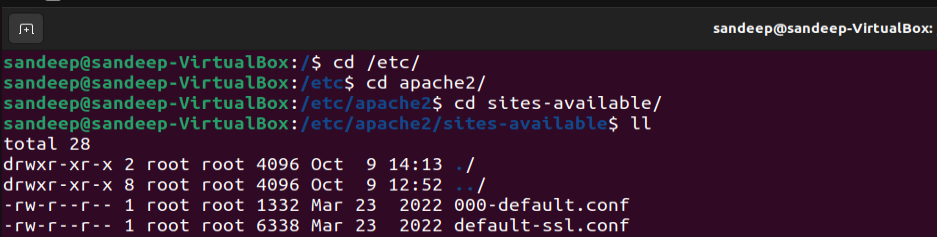 sandeep@sandeep-VirtualBox:
sandeep@sandeep-VirtualBox:/$ cd /etc/
sandeep@sandeep-VirtualBox:/etc$ cd apache2/
sandeep@sandeep-VirtualBox:/etc/apache2$ cd sites-available/
sandeep@sandeep-VirtualBox:/etc/apache2/sites-available$ ll
total 28
drwxr-xr-x 2 root root 4096 Oct  9 14:13 ./
drwxr-xr-x 8 root root 4096 Oct  9 12:52 ../
-rw-r--r-- 1 root root 1332 Mar 23  2022 000-default.conf
-rw-r--r-- 1 root root 6338 Mar 23  2022 default-ssl.conf